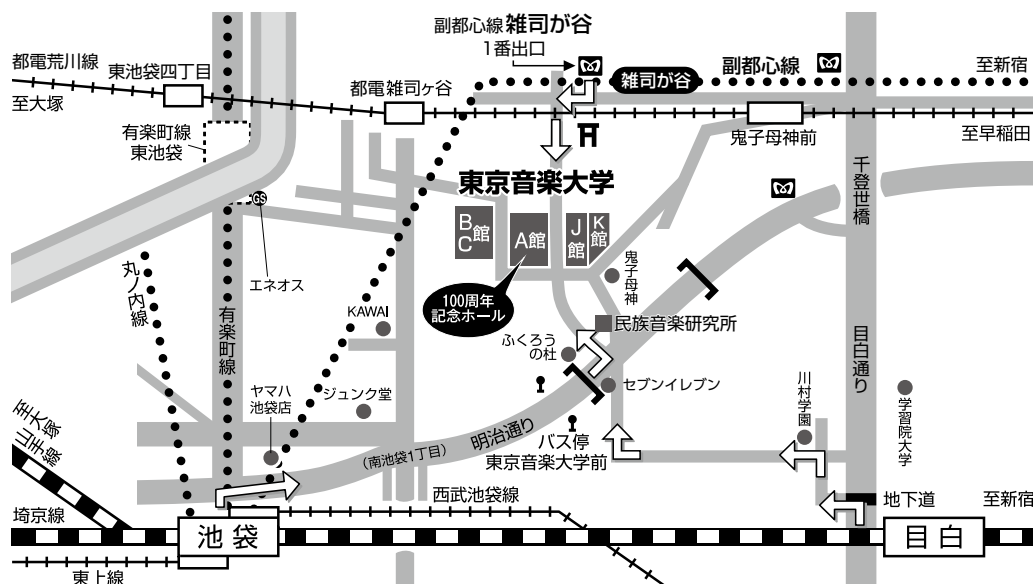 副都心線 雑司が谷
1番出口
都電荒川線
至大塚
東池袋四丁目
都電 雑司ヶ谷
雑司が谷
副都心線
至新宿
有楽町線
東池袋
鬼子母神前
至早稲田
東京音楽大学
千登世橋
GS
BC館
A館
J館
K館
鬼子母神
エネオス
丸ノ内線
100周年
記念ホール
KAWAI
有楽町線
民族音楽研究所
ふくろう
の杜
目白通り
ヤマハ
池袋店
ジュンク堂
セブンイレブン
川村学園
学習院大学
至大塚
山手線
明治通り
(南池袋1丁目)
バス停
東京音楽大学前
西武池袋線
地下道
至新宿
埼京線
池袋
目白
東上線